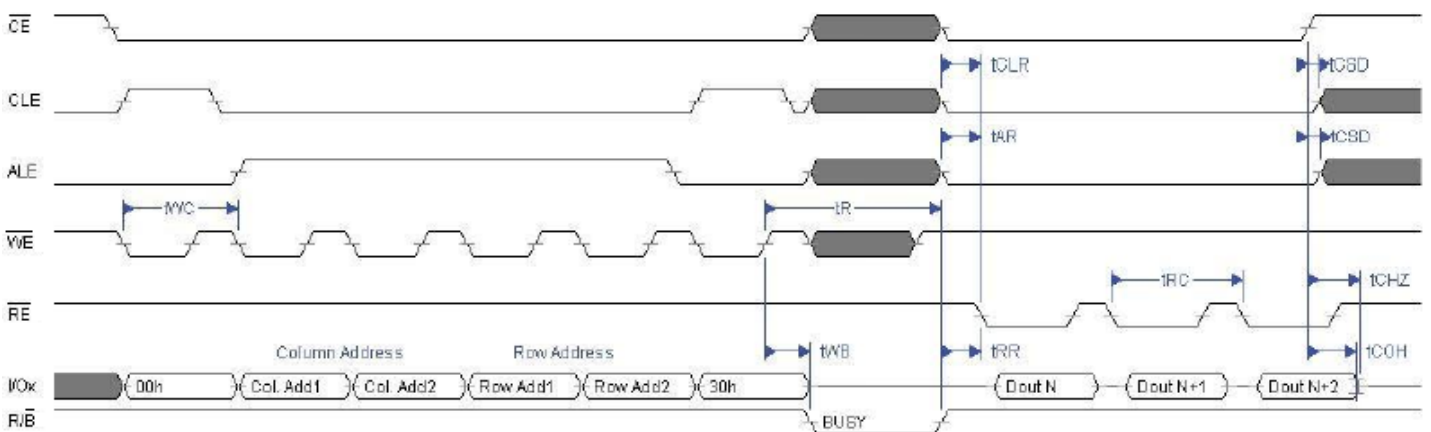 CE
tCLR
tCSD
CLE
tAR
tCSD
ALE
tWC
tR
WE
tRC
tCHZ
RE
Column Address
Row Address
tWB
tRR
tCOH
I/Ox
00h
Col. Add1
Col. Add2
Row Add1
Row Add2
30h
Dout N
Dout N+1
Dout N+2
R/B
BUSY